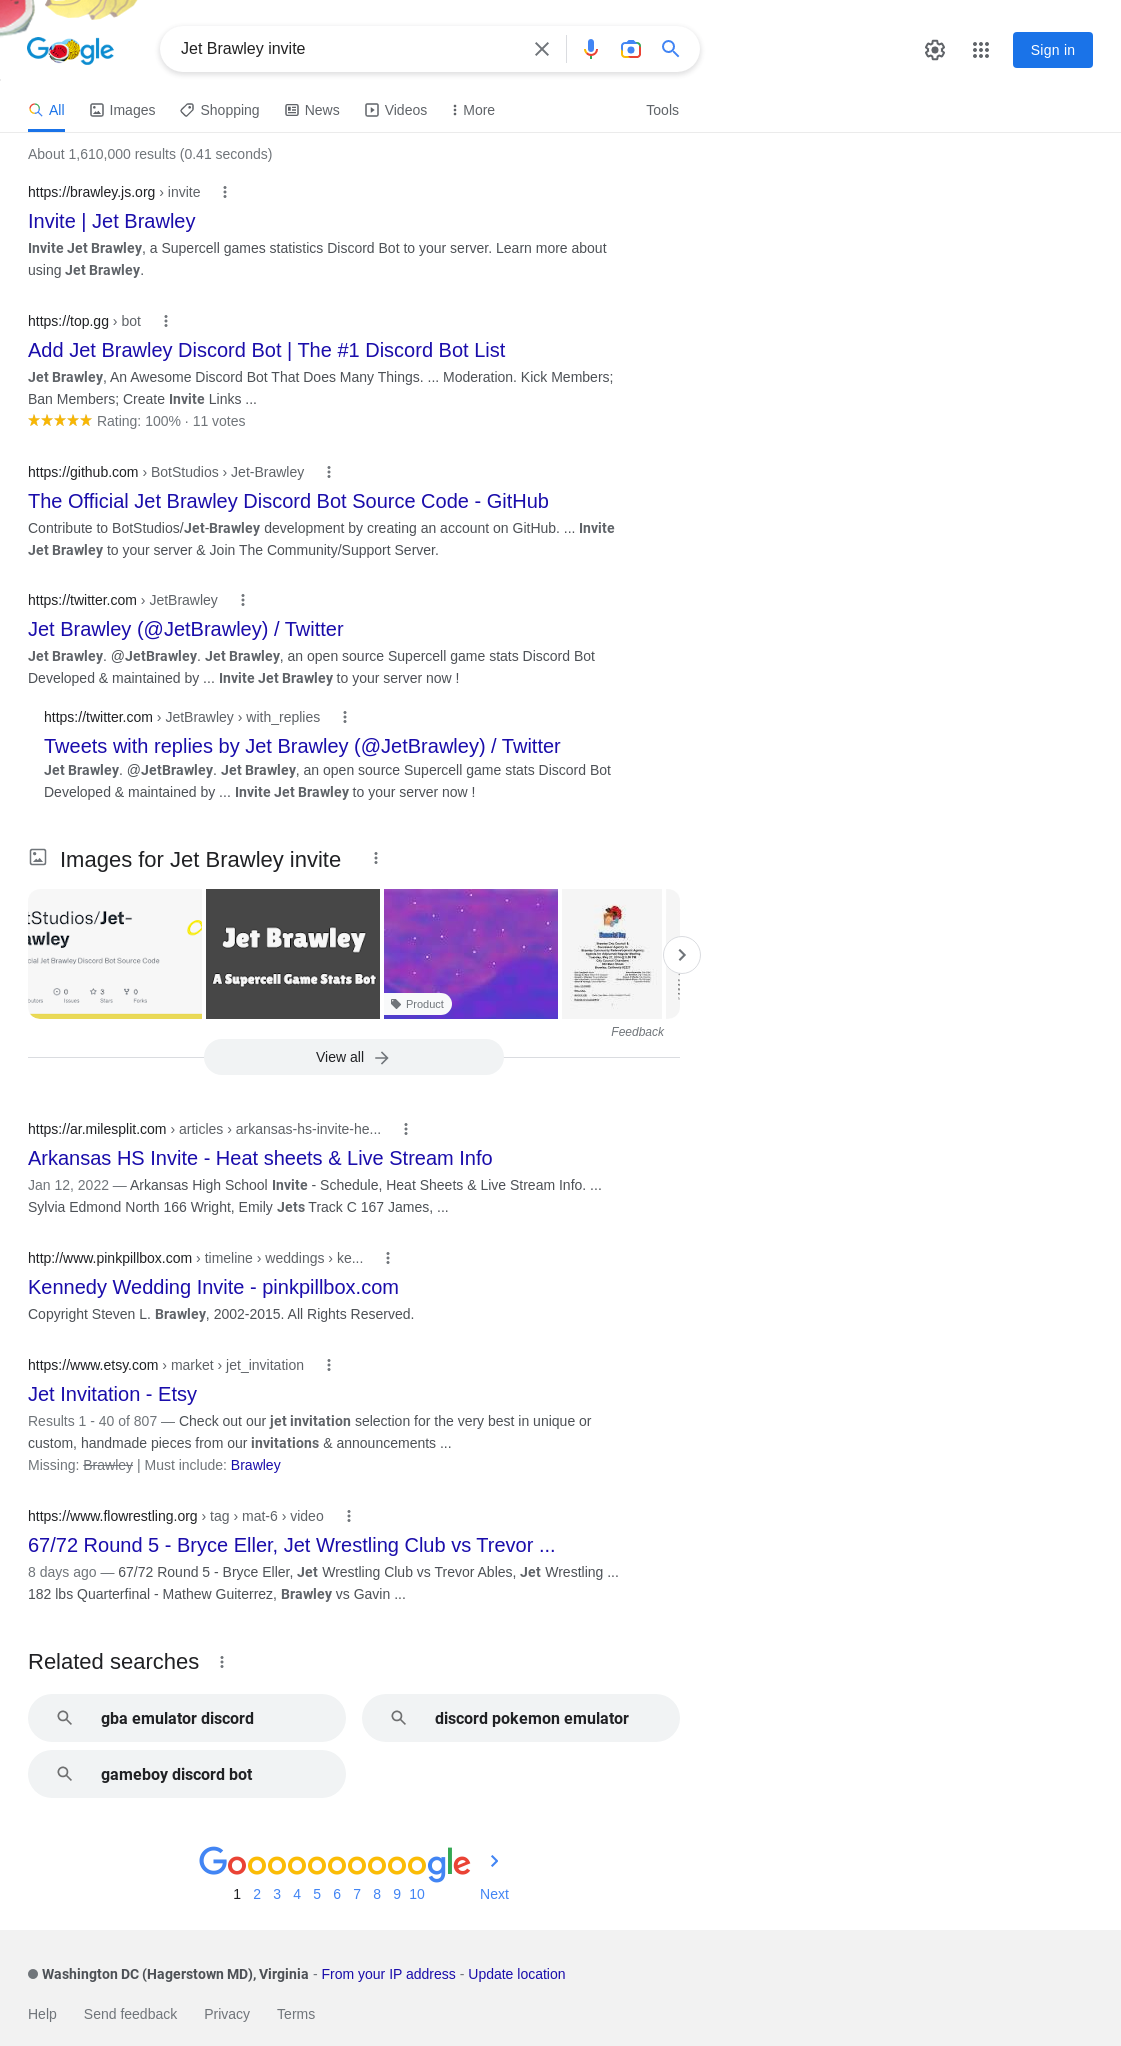 Google
Jet Brawley invite
Sign in
All
Images
Shopping
News
Videos
More
Tools
About 1,610,000 results (0.41 seconds)
https://brawley.js.org › invite
Invite | Jet Brawley
Invite Jet Brawley, a Supercell games statistics Discord Bot to your server. Learn more about
using Jet Brawley.
https://top.gg › bot
Add Jet Brawley Discord Bot | The #1 Discord Bot List
Jet Brawley, An Awesome Discord Bot That Does Many Things. ... Moderation. Kick Members;
Ban Members; Create Invite Links ...
Rating: 100% · 11 votes
https://github.com › BotStudios › Jet-Brawley
The Official Jet Brawley Discord Bot Source Code - GitHub
Contribute to BotStudios/Jet-Brawley development by creating an account on GitHub. ... Invite
Jet Brawley to your server & Join The Community/Support Server.
https://twitter.com › JetBrawley
Jet Brawley (@JetBrawley) / Twitter
Jet Brawley. @JetBrawley. Jet Brawley, an open source Supercell game stats Discord Bot
Developed & maintained by ... Invite Jet Brawley to your server now !
https://twitter.com › JetBrawley › with_replies
Tweets with replies by Jet Brawley (@JetBrawley) / Twitter
Jet Brawley. @JetBrawley. Jet Brawley, an open source Supercell game stats Discord Bot
Developed & maintained by ... Invite Jet Brawley to your server now !
Images for Jet Brawley invite
tStudios/Jet-
awley
cial Jet Brawley Discord Bot Source Code
0
3
0
Issues
Stars
Forks
Jet Brawley
A Supercell Game Stats Bot
Product
Memorial Day
Feedback
View all
https://ar.milesplit.com › articles › arkansas-hs-invite-he...
Arkansas HS Invite - Heat sheets & Live Stream Info
Jan 12, 2022 — Arkansas High School Invite - Schedule, Heat Sheets & Live Stream Info. ...
Sylvia Edmond North 166 Wright, Emily Jets Track C 167 James, ...
http://www.pinkpillbox.com › timeline › weddings › ke...
Kennedy Wedding Invite - pinkpillbox.com
Copyright Steven L. Brawley, 2002-2015. All Rights Reserved.
https://www.etsy.com › market › jet_invitation
Jet Invitation - Etsy
Results 1 - 40 of 807 — Check out our jet invitation selection for the very best in unique or
custom, handmade pieces from our invitations & announcements ...
Missing: Brawley | Must include: Brawley
https://www.flowrestling.org › tag › mat-6 › video
67/72 Round 5 - Bryce Eller, Jet Wrestling Club vs Trevor ...
8 days ago — 67/72 Round 5 - Bryce Eller, Jet Wrestling Club vs Trevor Ables, Jet Wrestling ...
182 lbs Quarterfinal - Mathew Guiterrez, Brawley vs Gavin ...
Related searches
gba emulator discord
discord pokemon emulator
gameboy discord bot
Goooooooooogle
1 2 3 4 5 6 7 8 9 10 Next
Washington DC (Hagerstown MD), Virginia - From your IP address - Update location
Help Send feedback Privacy Terms